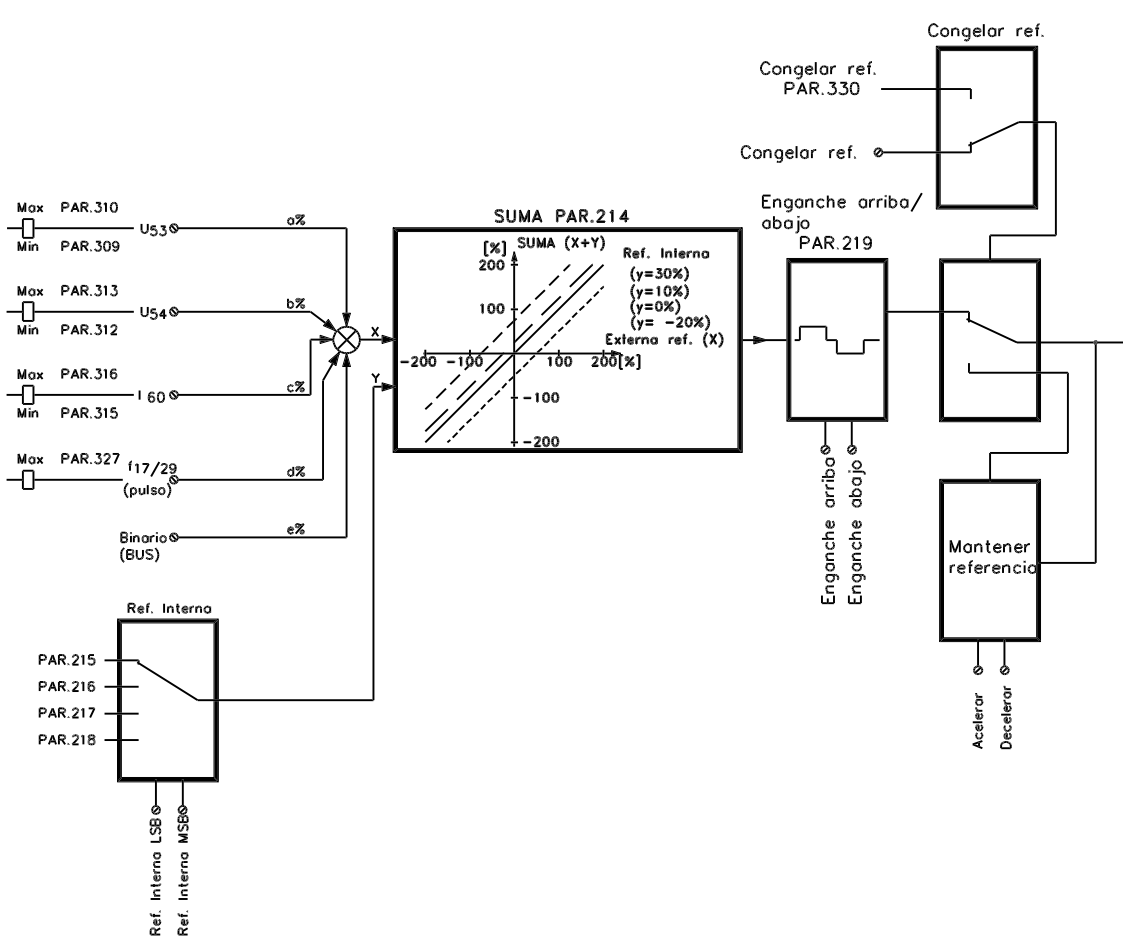 Congelar ref.
Congelar ref.
PAR.330
Congelar ref.
Max PAR.310
U53
Min PAR.309
a%
Max PAR.313
U54
Min PAR.312
b%
Max PAR.316
I 60
Min PAR.315
c%
Max PAR.327
f17/29
(pulso)
d%
Binario
(BUS)
e%
X
Y
SUMA PAR.214
[%] SUMA (X+Y)
200
100
-200 -100
100 200[%]
-100
-200
Ref. Interna
(y=30%)
(y=10%)
(y=0%)
(y= -20%)
Externa ref. (X)
Enganche arriba/
abajo
PAR.219
Enganche arriba
Enganche abajo
Mantener
referencia
Acelerar
Decelerar
Ref. Interna
PAR.215
PAR.216
PAR.217
PAR.218
Ref. Interna LSB
Ref. Interna MSB